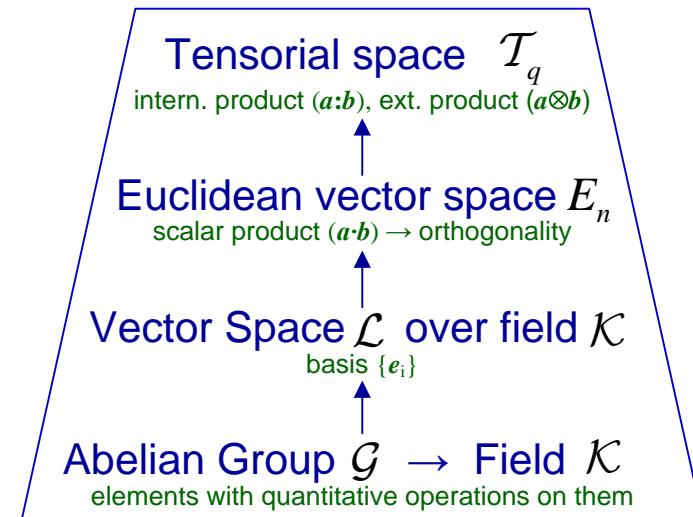 Tensorial space 𝒯q
intern. product (a:b), ext. product (a⊗b)
Euclidean vector space En
scalar product (a·b) → orthogonality
Vector Space ℒ over field 𝒦
basis {ei}
Abelian Group 𝒢 → Field 𝒦
elements with quantitative operations on them